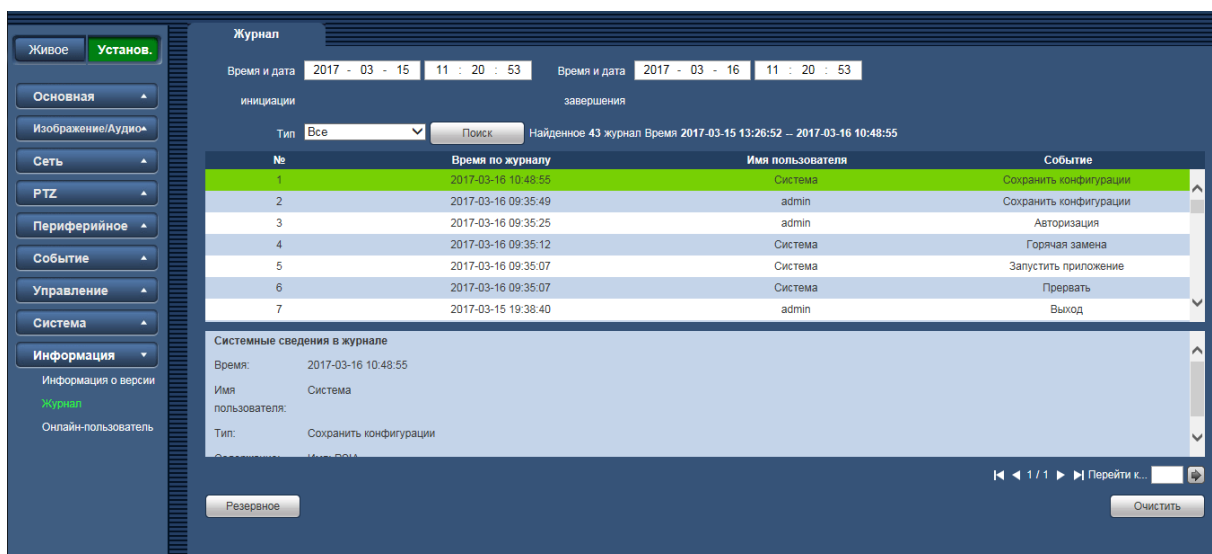 Журнал
Живое Установ.
Время и дата 2017 - 03 - 15 11 : 20 : 53 Время и дата 2017 - 03 - 16 11 : 20 : 53
инициации завершения
Тип Все Поиск Найденное 43 журнал Время 2017-03-15 13:26:52 -- 2017-03-16 10:48:55
Основная
Изображение/Аудио
Сеть
PTZ
Периферийное
Событие
Управление
Система
Информация
Информация о версии
Журнал
Онлайн-пользователь
№ Время по журналу Имя пользователя Событие
1 2017-03-16 10:48:55 Система Сохранить конфигурации
2 2017-03-16 09:35:49 admin Сохранить конфигурации
3 2017-03-16 09:35:25 admin Авторизация
4 2017-03-16 09:35:12 Система Горячая замена
5 2017-03-16 09:35:07 Система Запустить приложение
6 2017-03-16 09:35:07 Система Прервать
7 2017-03-15 19:38:40 admin Выход
Системные сведения в журнале
Время: 2017-03-16 10:48:55
Имя Система
пользователя:
Тип: Сохранить конфигурации
1 / 1 Перейти к...
Резервное Очистить